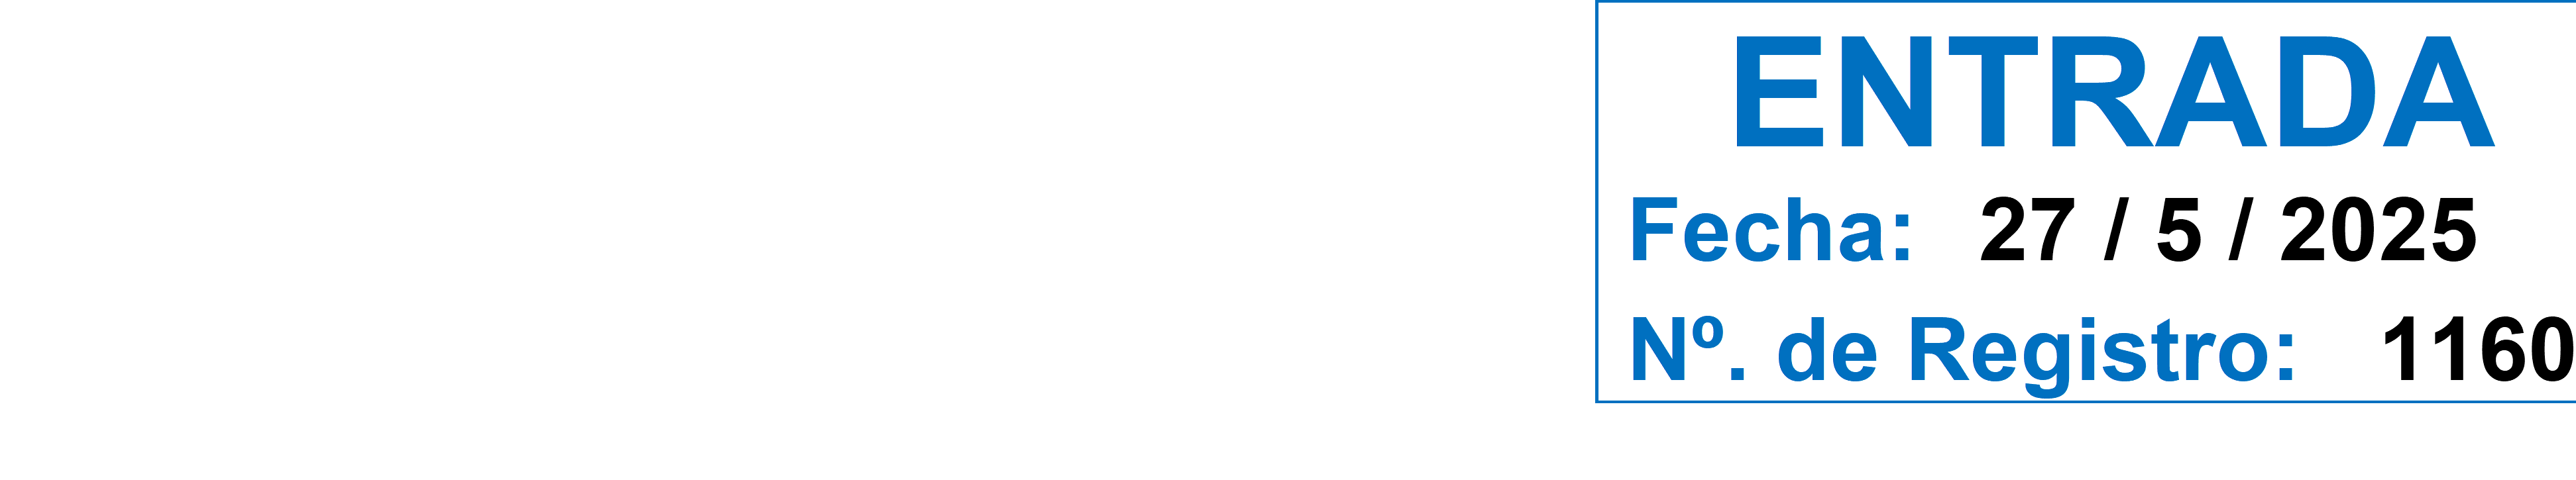 ENTRADA
Fecha: 27 / 5 / 2025
Nº. de Registro: 1160